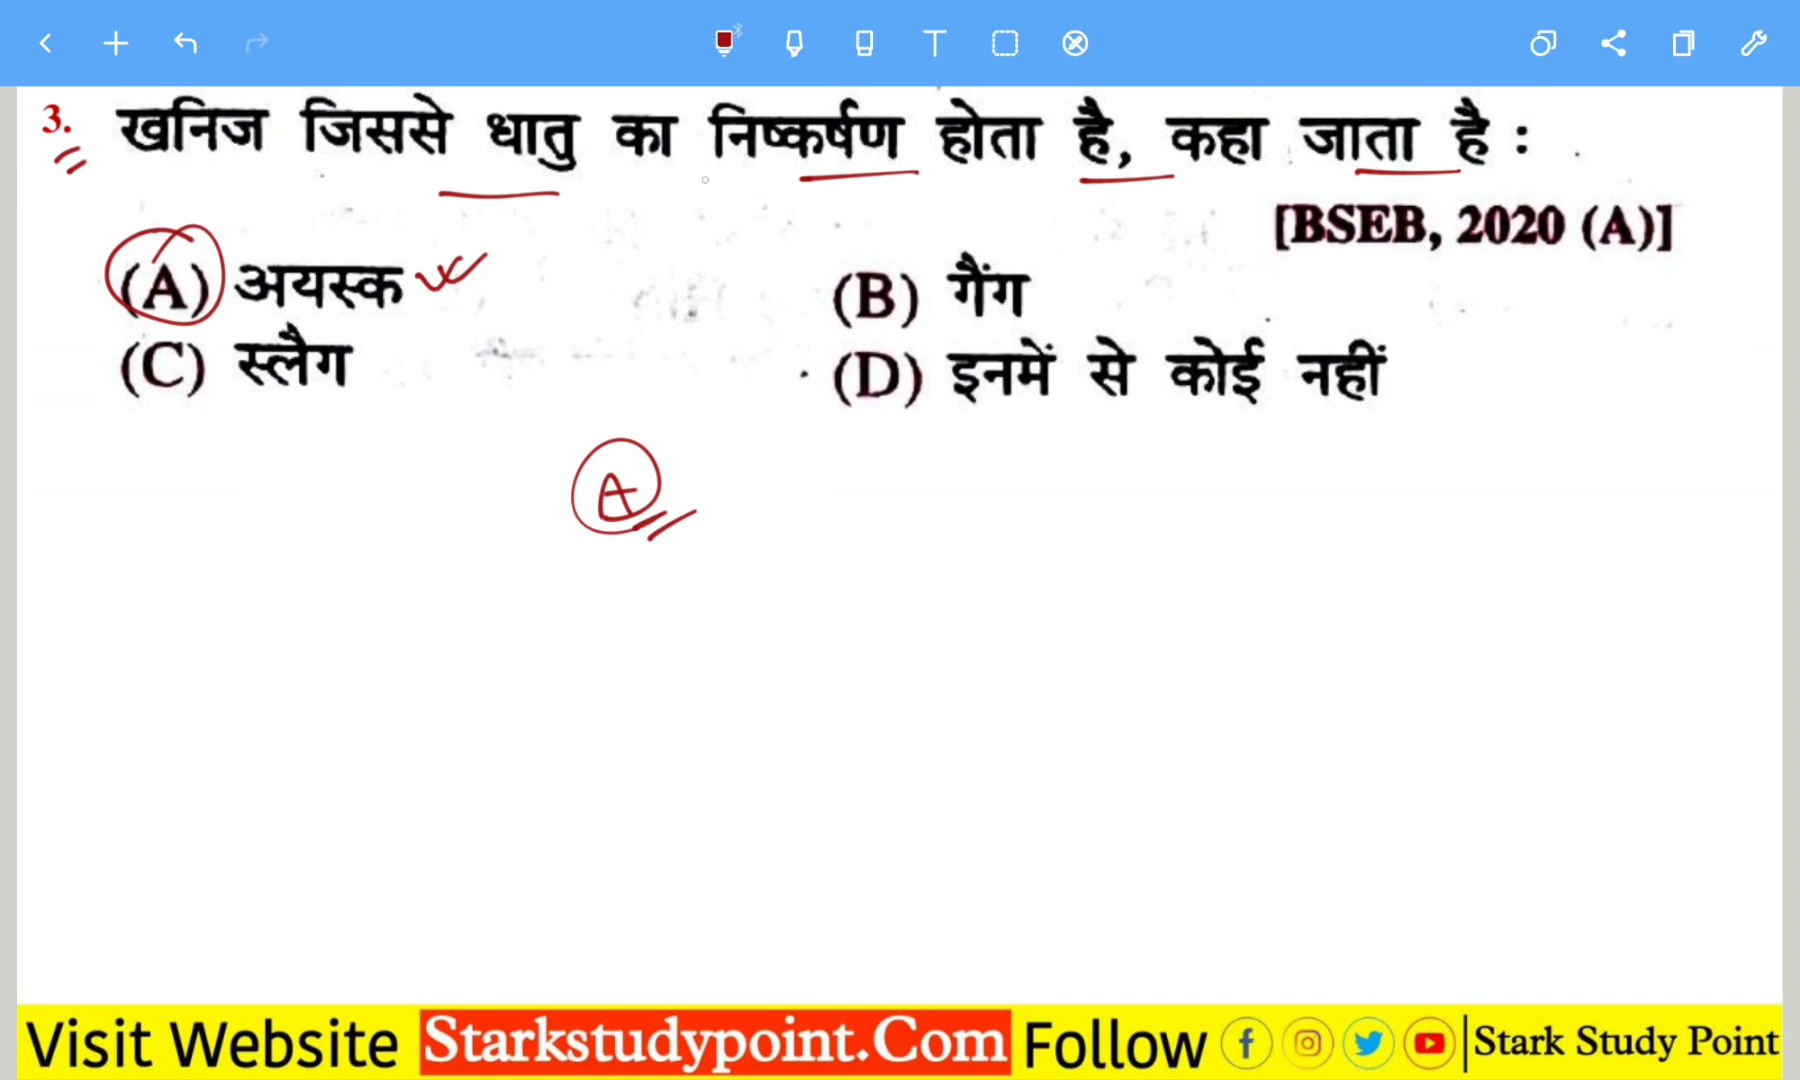 3. खनिज जिससे धातु का निष्कर्षण होता है, कहा जाता है :
[BSEB, 2020 (A)]
(A) अयस्क (B) गैंग
(C) स्लैग (D) इनमें से कोई नहीं
A
Visit Website Starkstudypoint.Com Follow Stark Study Point